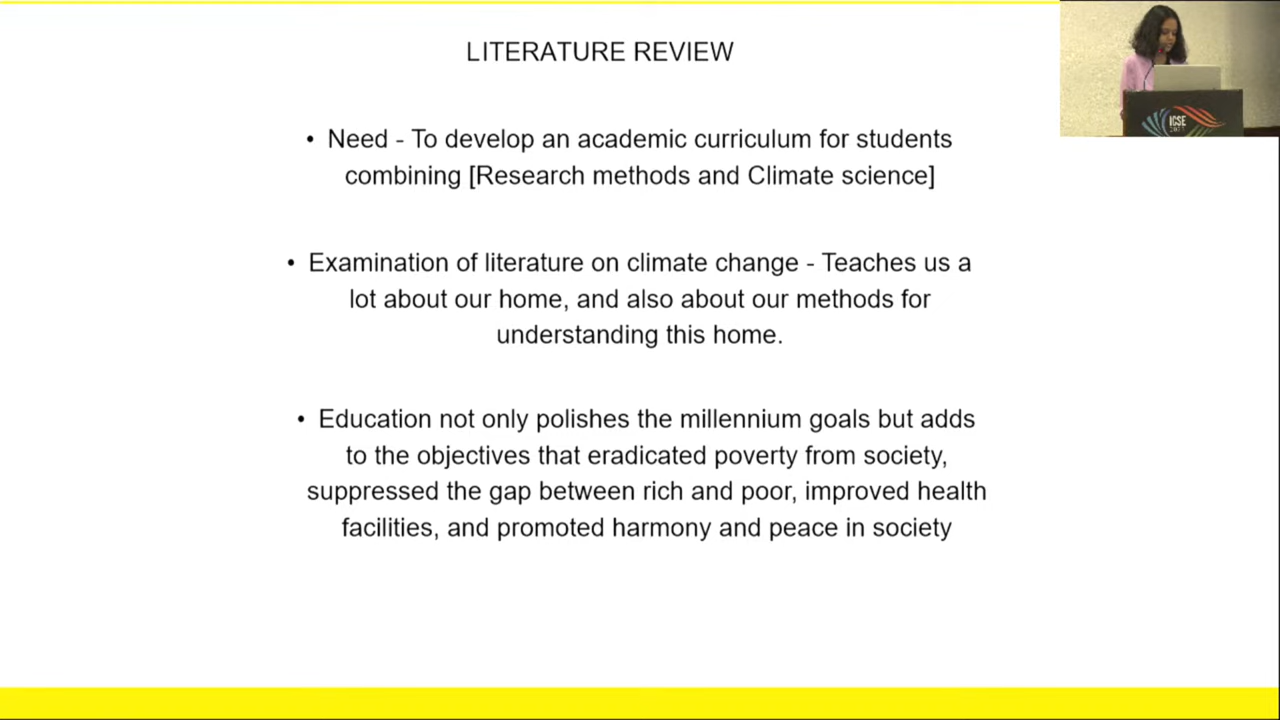 LITERATURE REVIEW
• Need - To develop an academic curriculum for students
combining [Research methods and Climate science]
• Examination of literature on climate change - Teaches us a
lot about our home, and also about our methods for
understanding this home.
• Education not only polishes the millennium goals but adds
to the objectives that eradicated poverty from society,
suppressed the gap between rich and poor, improved health
facilities, and promoted harmony and peace in society
ICSE